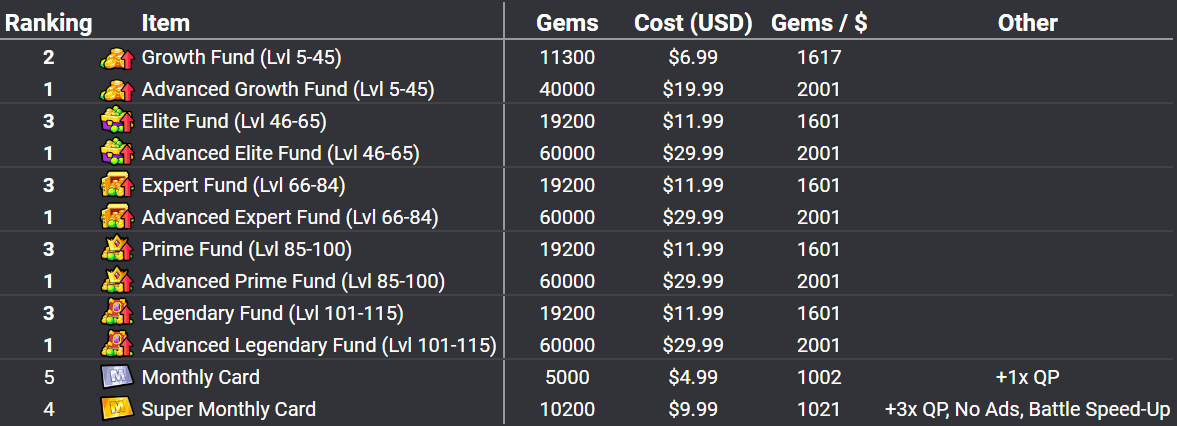 Ranking Item Gems Cost (USD) Gems / $ Other
2 Growth Fund (Lvl 5-45) 11300 $6.99 1617
1 Advanced Growth Fund (Lvl 5-45) 40000 $19.99 2001
3 Elite Fund (Lvl 46-65) 19200 $11.99 1601
1 Advanced Elite Fund (Lvl 46-65) 60000 $29.99 2001
3 Expert Fund (Lvl 66-84) 19200 $11.99 1601
1 Advanced Expert Fund (Lvl 66-84) 60000 $29.99 2001
3 Prime Fund (Lvl 85-100) 19200 $11.99 1601
1 Advanced Prime Fund (Lvl 85-100) 60000 $29.99 2001
3 Legendary Fund (Lvl 101-115) 19200 $11.99 1601
1 Advanced Legendary Fund (Lvl 101-115) 60000 $29.99 2001
5 M Monthly Card 5000 $4.99 1002 +1x QP
4 M Super Monthly Card 10200 $9.99 1021 +3x QP, No Ads, Battle Speed-Up